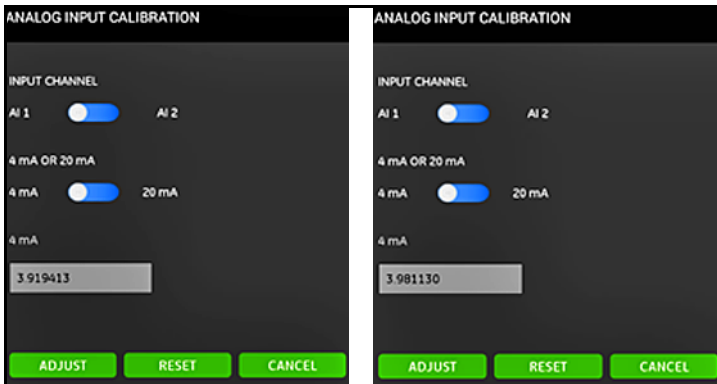 ANALOG INPUT CALIBRATION
INPUT CHANNEL
AI 1 AI 2
4 mA OR 20 mA
4 mA 20 mA
4 mA
3.919413
ADJUST RESET CANCEL
ANALOG INPUT CALIBRATION
INPUT CHANNEL
AI 1 AI 2
4 mA OR 20 mA
4 mA 20 mA
4 mA
3.981130
ADJUST RESET CANCEL